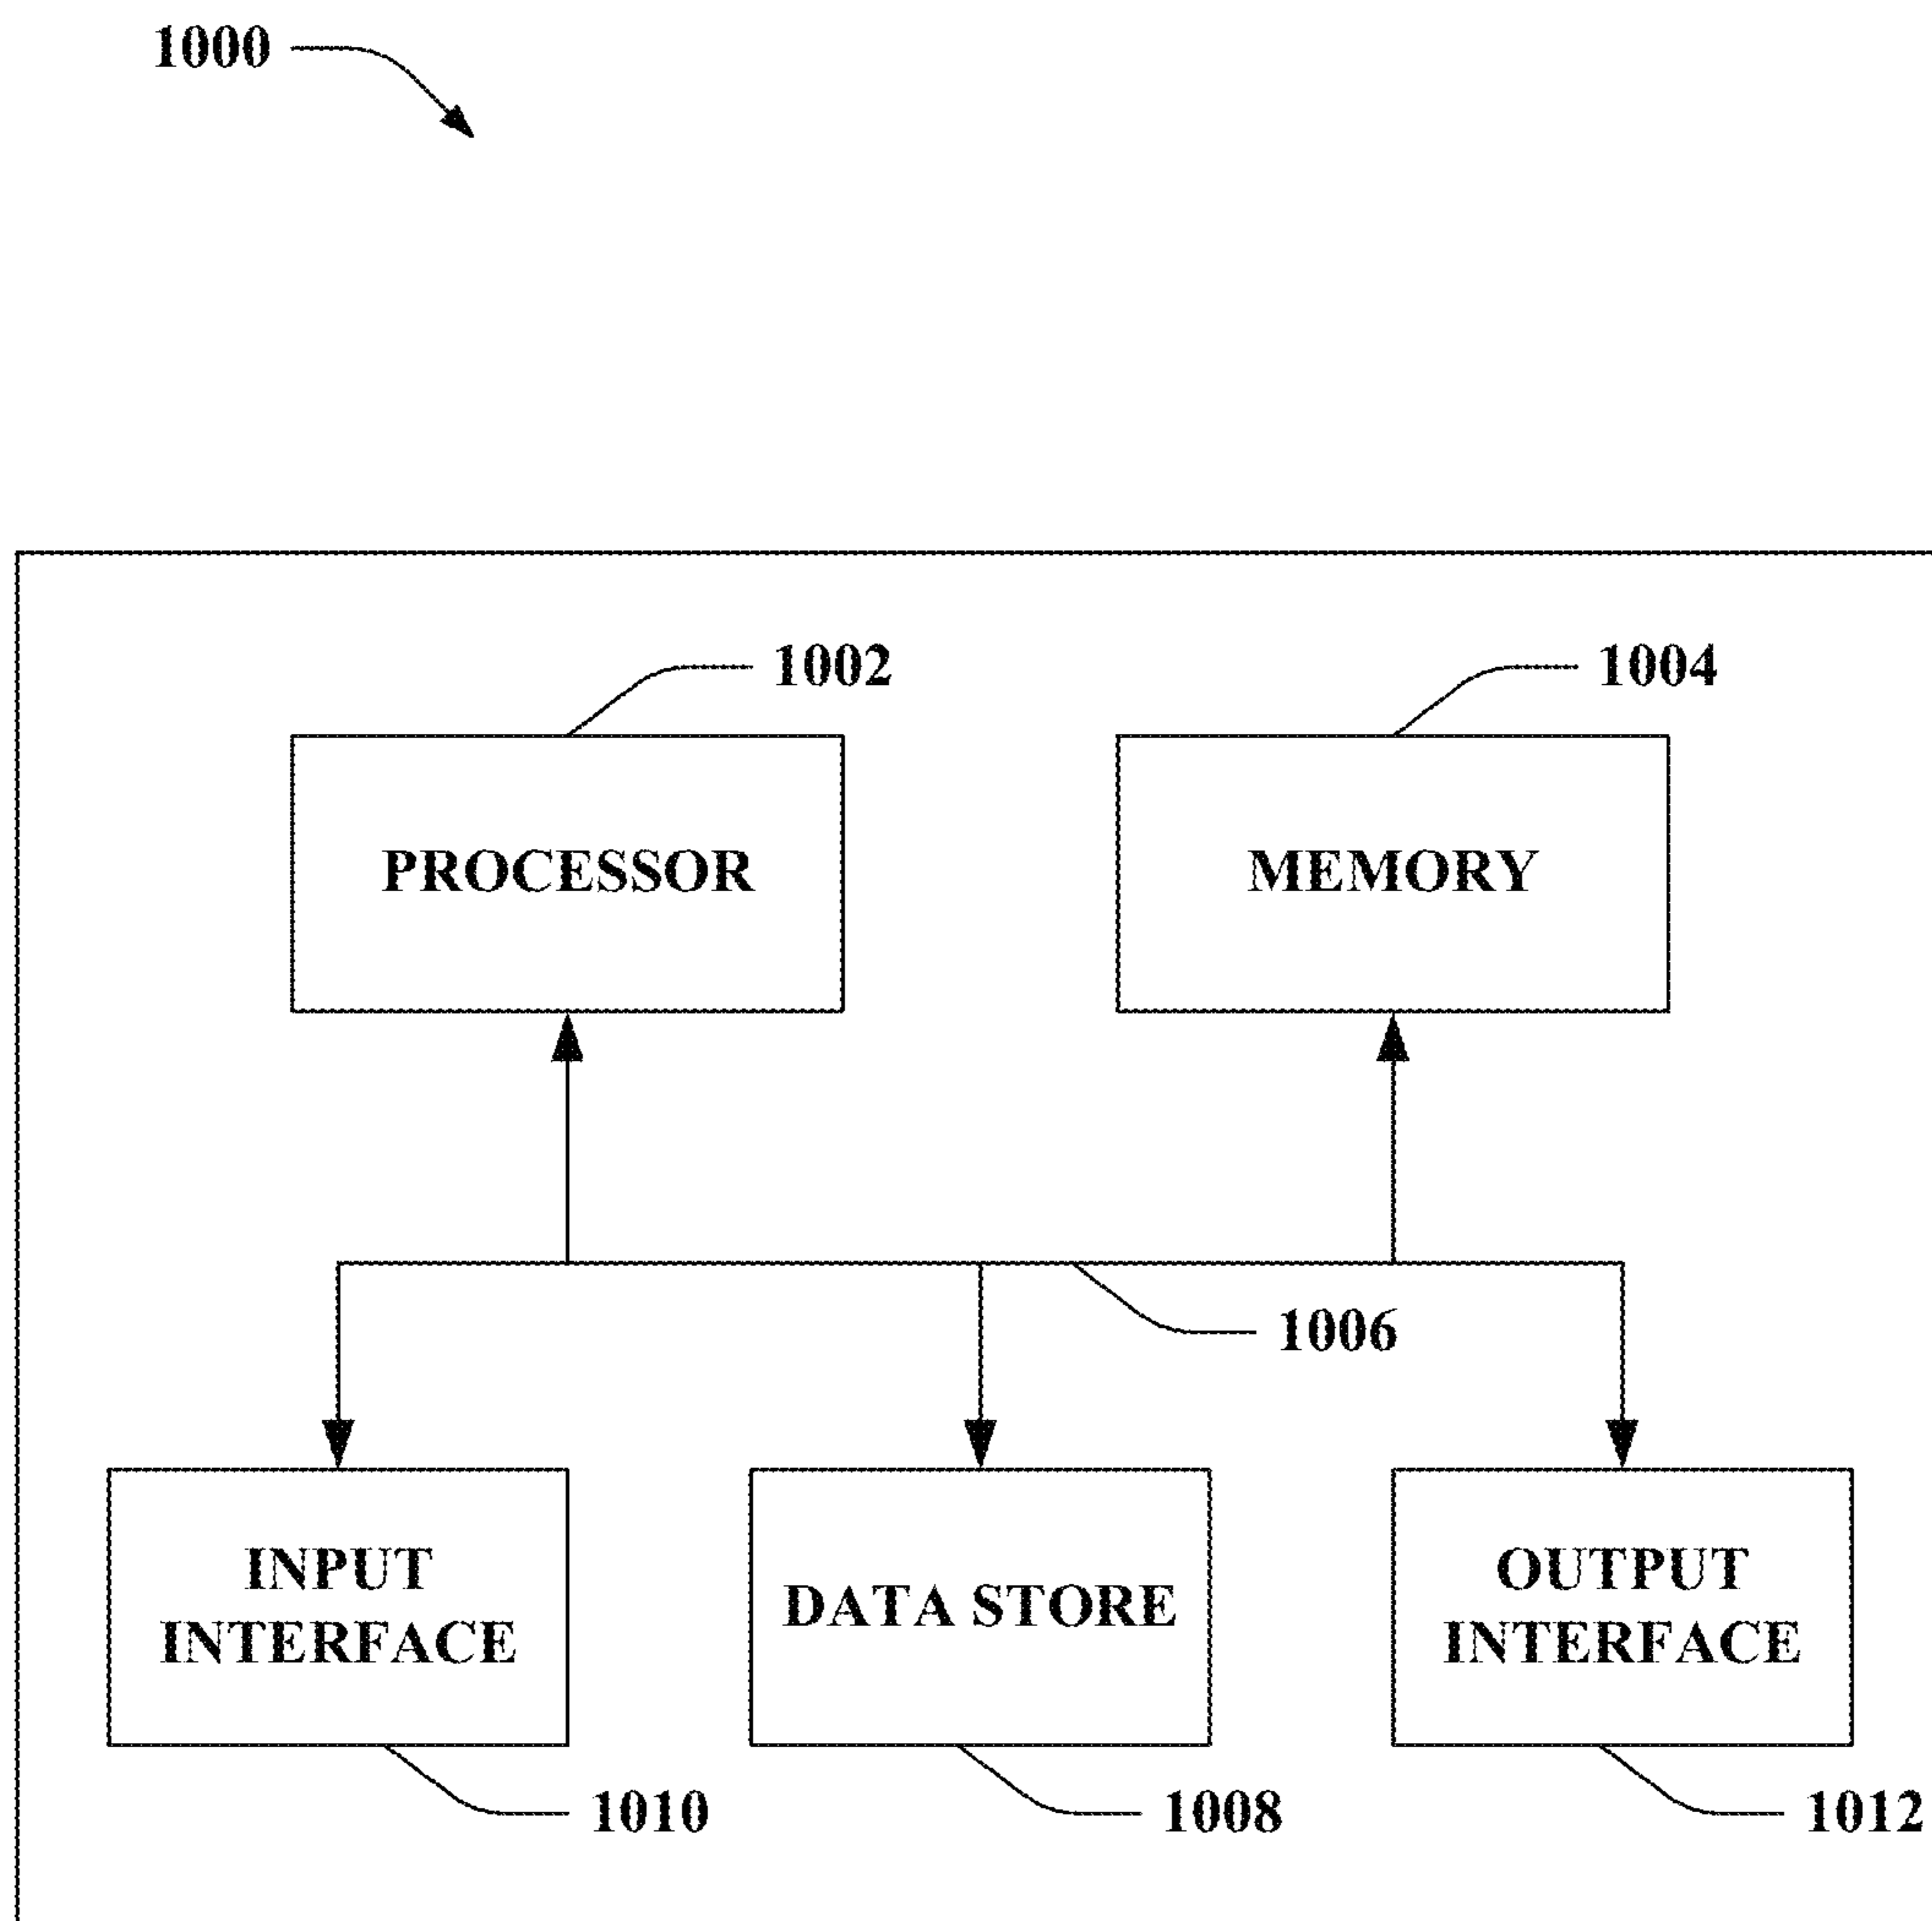 1000
1002
1004
PROCESSOR
MEMORY
1006
INPUT
INTERFACE
DATA STORE
OUTPUT
INTERFACE
1010
1008
1012